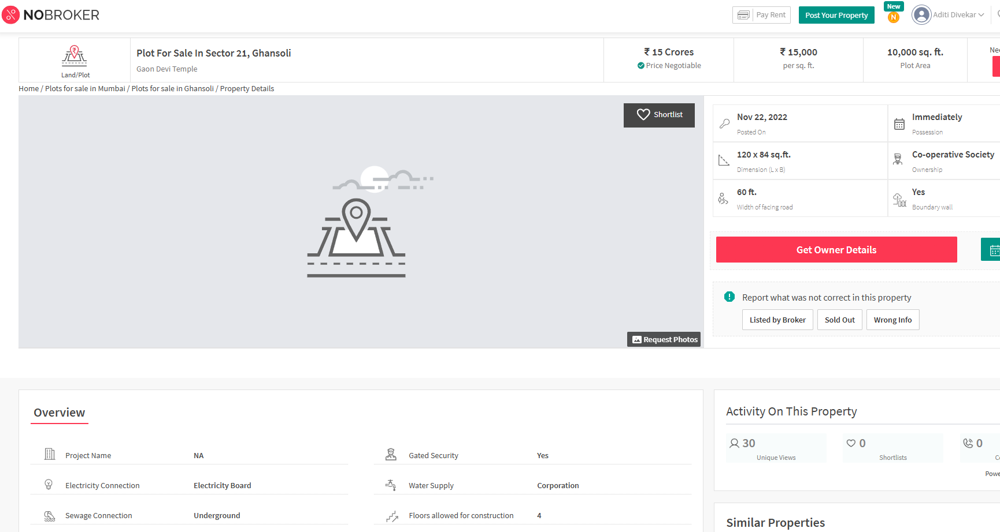 NOBROKER
Pay Rent
Post Your Property
New
N
Aditi Divekar
Land/Plot
Plot For Sale In Sector 21, Ghansoli
Gaon Devi Temple
₹ 15 Crores
Price Negotiable
₹ 15,000
per sq. ft.
10,000 sq. ft.
Plot Area
Home / Plots for sale in Mumbai / Plots for sale in Ghansoli / Property Details
Shortlist
Request Photos
Nov 22, 2022
Posted On
Immediately
Possession
120 x 84 sq.ft.
Dimension (L x B)
Co-operative Society
Ownership
60 ft.
Width of facing road
Yes
Boundary wall
Get Owner Details
Report what was not correct in this property
Listed by Broker
Sold Out
Wrong Info
Overview
Project Name
NA
Gated Security
Yes
Electricity Connection
Electricity Board
Water Supply
Corporation
Sewage Connection
Underground
Floors allowed for construction
4
Activity On This Property
30
Unique Views
0
Shortlists
0
Similar Properties